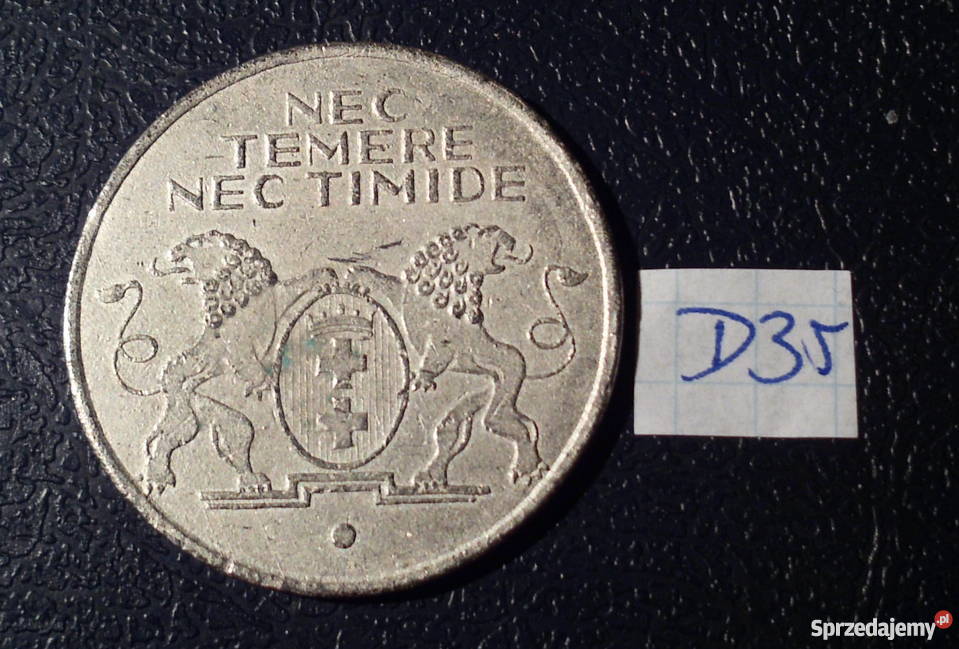 NEC
TEMERE
NEC TIMIDE
D35
Sprzedajemy.pl